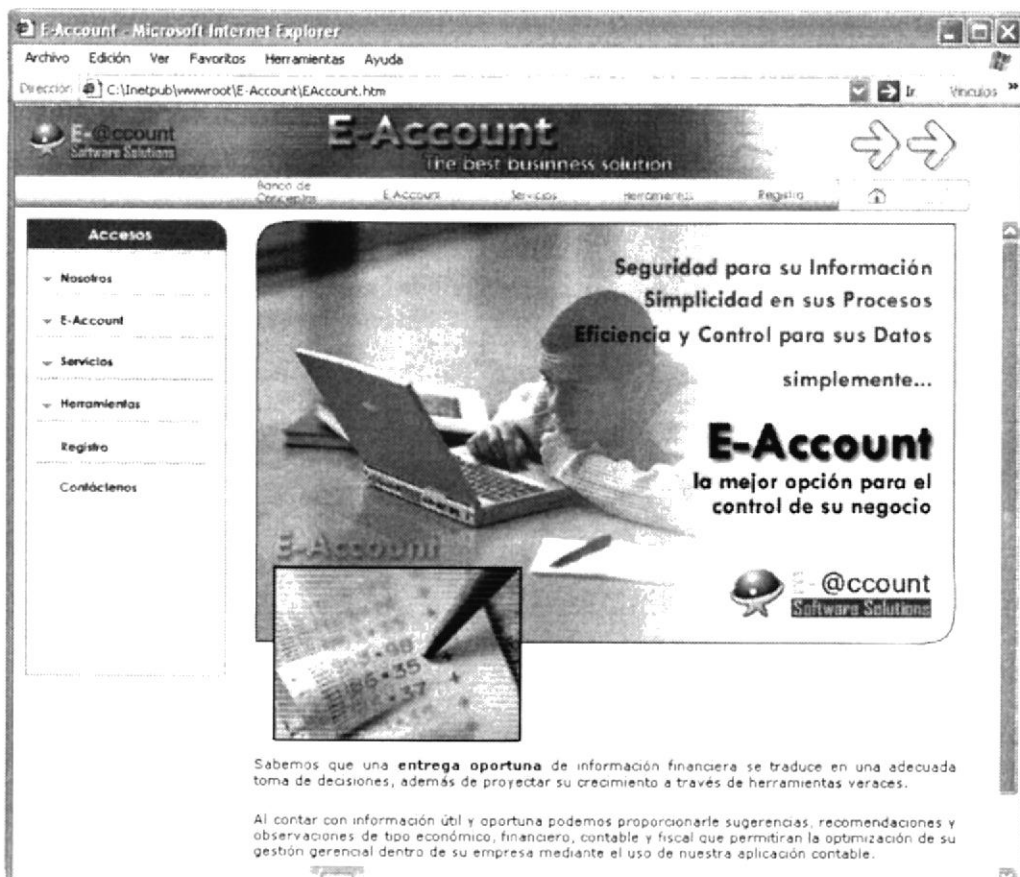 E-Account - Microsoft Internet Explorer
Archivo Edición Ver Favoritos Herramientas Ayuda
Dirección C:\Inetpub\wwwroot\E-Account\EAccount.htm Ir Vínculos »
E-@ccount
Software Solutions
E-Account
The best businness solution
Banco de
Conceptos
E-Account Servicios Herramientas Registro
Accesos
Nosotros
E-Account
Servicios
Herramientas
Registro
Contáctenos
Seguridad para su Información
Simplicidad en sus Procesos
Eficiencia y Control para sus Datos
simplemente...
E-Account
la mejor opción para el
control de su negocio
E-Account
E-@ccount
Software Solutions
Sabemos que una entrega oportuna de información financiera se traduce en una adecuada
toma de decisiones, además de proyectar su crecimiento a través de herramientas veraces.
Al contar con información útil y oportuna podemos proporcionarle sugerencias, recomendaciones y
observaciones de tipo económico, financiero, contable y fiscal que permitiran la optimización de su
gestión gerencial dentro de su empresa mediante el uso de nuestra aplicación contable.